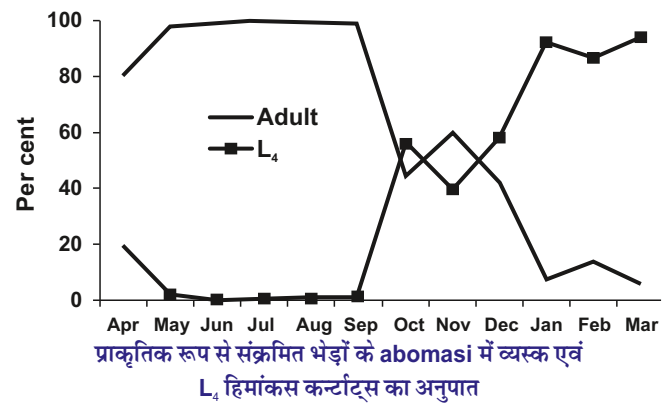 100
80
60
40
20
0
Per cent
Adult
L₄
Apr May Jun Jul Aug Sep Oct Nov Dec Jan Feb Mar
प्राकृतिक रूप से संक्रमित भेड़ों के abomasi में व्यस्क एवं
L₄ हिमांकस कर्न्टाट्स का अनुपात